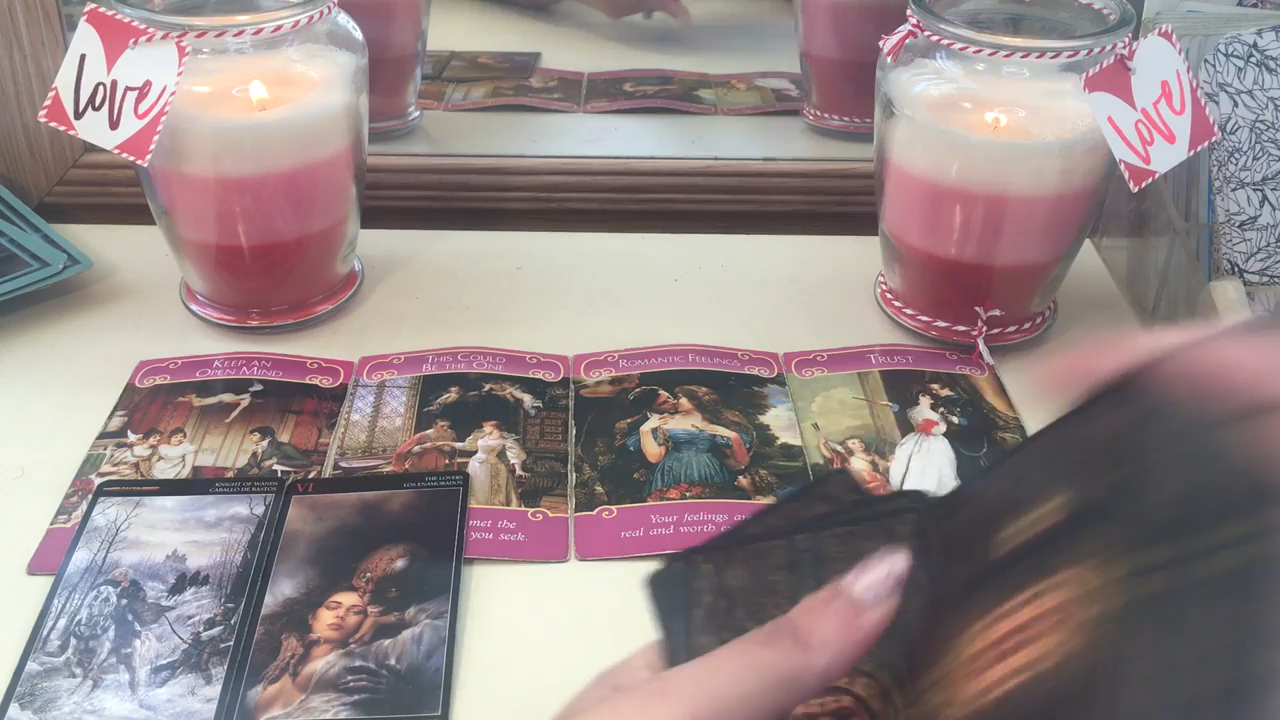 love
love
KEEP AN
OPEN MIND
THIS COULD
BE THE ONE
ROMANTIC FEELINGS
TRUST
KNIGHT OF WANDS
CABALLO DE BASTOS
VI
THE LOVERS
LOS ENAMORADOS
met the
you seek.
Your feelings
real and worth